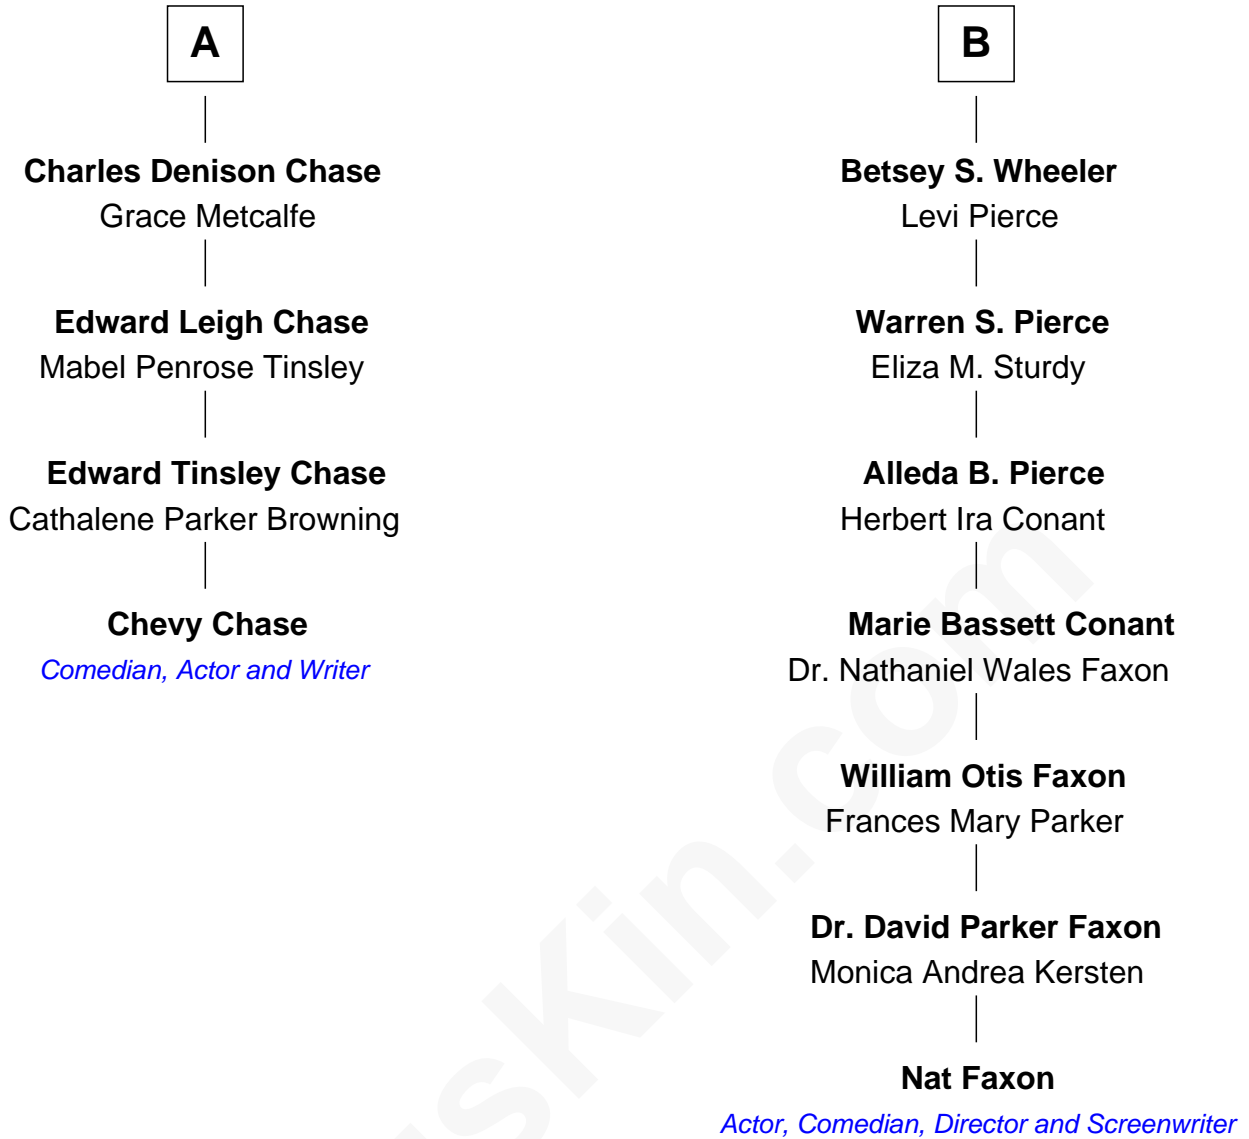 A
Charles Denison Chase
Grace Metcalfe
Edward Leigh Chase
Mabel Penrose Tinsley
Edward Tinsley Chase
Cathalene Parker Browning
Chevy Chase
Comedian, Actor and Writer
B
Betsey S. Wheeler
Levi Pierce
Warren S. Pierce
Eliza M. Sturdy
Alleda B. Pierce
Herbert Ira Conant
Marie Bassett Conant
Dr. Nathaniel Wales Faxon
William Otis Faxon
Frances Mary Parker
Dr. David Parker Faxon
Monica Andrea Kersten
Nat Faxon
Actor, Comedian, Director and Screenwriter